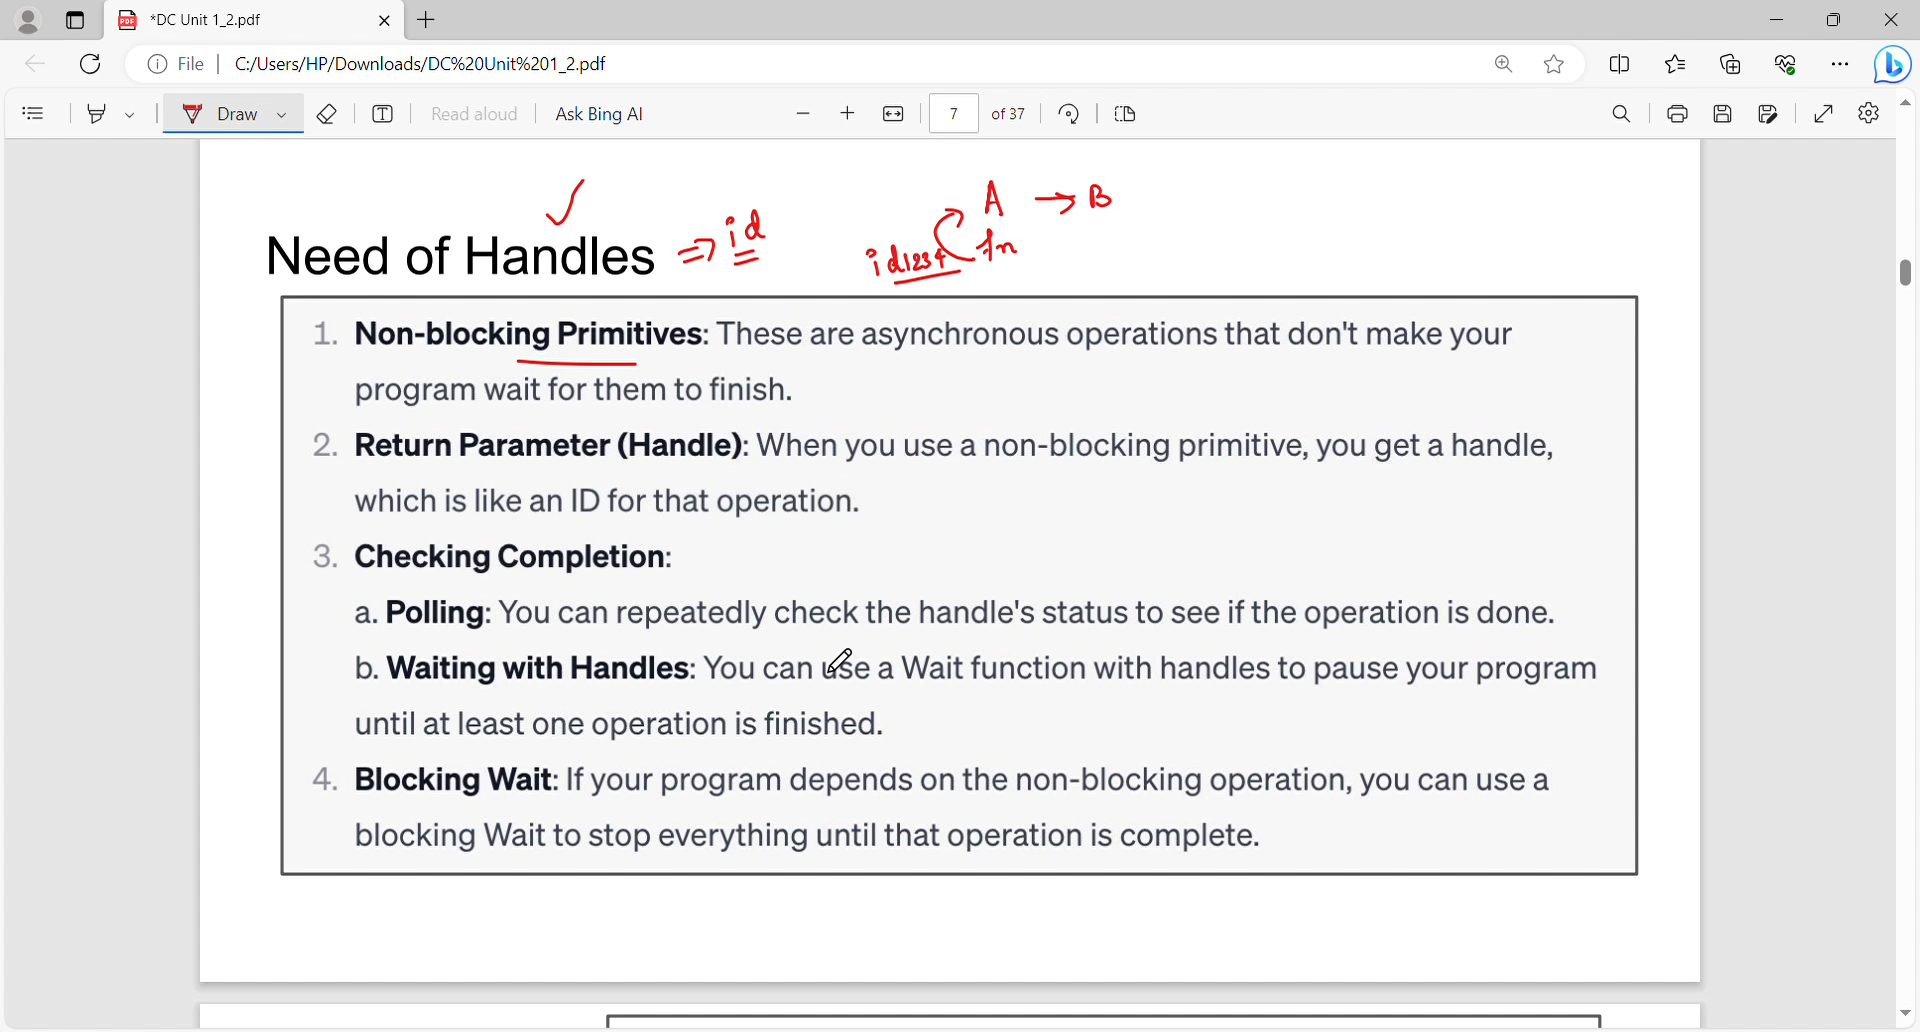 *DC Unit 1_2.pdf
File
C:/Users/HP/Downloads/DC%20Unit%201_2.pdf
Draw
Read aloud
Ask Bing AI
7
of 37
A → B
Need of Handles ⇒ id
id1234 fn
1. Non-blocking Primitives: These are asynchronous operations that don't make your
program wait for them to finish.
2. Return Parameter (Handle): When you use a non-blocking primitive, you get a handle,
which is like an ID for that operation.
3. Checking Completion:
a. Polling: You can repeatedly check the handle's status to see if the operation is done.
b. Waiting with Handles: You can use a Wait function with handles to pause your program
until at least one operation is finished.
4. Blocking Wait: If your program depends on the non-blocking operation, you can use a
blocking Wait to stop everything until that operation is complete.